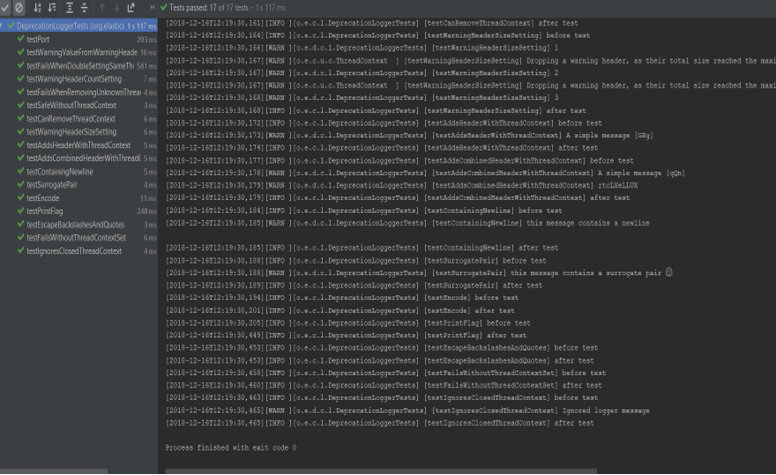 Tests passed: 17 of 17 tests – 1 s 117 ms
DeprecationLoggerTests (org.elastic 1 s 117 ms
testPort 203 ms
testWarningValueFromWarningHeade 16 ms
testFailsWhenDoubleSettingSameThr 581 ms
testWarningHeaderCountSetting 7 ms
testFailsWhenRemovingUnknownThrea 4 ms
testSafeWithoutThreadContext 3 ms
testCanRemoveThreadContext 6 ms
testWarningHeaderSizeSetting 6 ms
testAddsHeaderWithThreadContext 5 ms
testAddsCombinedHeaderWithThreadC 5 ms
testContainingNewline 5 ms
testSurrogatePair 4 ms
testEncode 11 ms
testPrintFlag 248 ms
testEscapeBackslashesAndQuotes 3 ms
testFailsWithoutThreadContextSet 6 ms
testIgnoresClosedThreadContext 4 ms
[2018-12-16T12:19:30,161][INFO ][o.e.c.l.DeprecationLoggerTests] [testCanRemoveThreadContext] after test
[2018-12-16T12:19:30,164][INFO ][o.e.c.l.DeprecationLoggerTests] [testWarningHeaderSizeSetting] before test
[2018-12-16T12:19:30,166][WARN ][o.e.d.c.l.DeprecationLoggerTests] [testWarningHeaderSizeSetting] 1
[2018-12-16T12:19:30,167][WARN ][o.e.c.u.c.ThreadContext ] [testWarningHeaderSizeSetting] Dropping a warning header, as their total size reached the maxi
[2018-12-16T12:19:30,167][WARN ][o.e.d.c.l.DeprecationLoggerTests] [testWarningHeaderSizeSetting] 2
[2018-12-16T12:19:30,167][WARN ][o.e.c.u.c.ThreadContext ] [testWarningHeaderSizeSetting] Dropping a warning header, as their total size reached the maxi
[2018-12-16T12:19:30,168][WARN ][o.e.d.c.l.DeprecationLoggerTests] [testWarningHeaderSizeSetting] 3
[2018-12-16T12:19:30,168][INFO ][o.e.c.l.DeprecationLoggerTests] [testWarningHeaderSizeSetting] after test
[2018-12-16T12:19:30,172][INFO ][o.e.c.l.DeprecationLoggerTests] [testAddsHeaderWithThreadContext] before test
[2018-12-16T12:19:30,173][WARN ][o.e.d.c.l.DeprecationLoggerTests] [testAddsHeaderWithThreadContext] A simple message
[2018-12-16T12:19:30,174][INFO ][o.e.c.l.DeprecationLoggerTests] [testAddsHeaderWithThreadContext] after test
[2018-12-16T12:19:30,177][INFO ][o.e.c.l.DeprecationLoggerTests] [testAddsCombinedHeaderWithThreadContext] before test
[2018-12-16T12:19:30,178][WARN ][o.e.d.c.l.DeprecationLoggerTests] [testAddsCombinedHeaderWithThreadContext] A simple message
[2018-12-16T12:19:30,179][WARN ][o.e.d.c.l.DeprecationLoggerTests] [testAddsCombinedHeaderWithThreadContext]
[2018-12-16T12:19:30,179][INFO ][o.e.c.l.DeprecationLoggerTests] [testAddsCombinedHeaderWithThreadContext] after test
[2018-12-16T12:19:30,184][INFO ][o.e.c.l.DeprecationLoggerTests] [testContainingNewline] before test
[2018-12-16T12:19:30,185][WARN ][o.e.d.c.l.DeprecationLoggerTests] [testContainingNewline] this message contains a newline
[2018-12-16T12:19:30,185][INFO ][o.e.c.l.DeprecationLoggerTests] [testContainingNewline] after test
[2018-12-16T12:19:30,188][INFO ][o.e.c.l.DeprecationLoggerTests] [testSurrogatePair] before test
[2018-12-16T12:19:30,188][WARN ][o.e.d.c.l.DeprecationLoggerTests] [testSurrogatePair] this message contains a surrogate pair
[2018-12-16T12:19:30,189][INFO ][o.e.c.l.DeprecationLoggerTests] [testSurrogatePair] after test
[2018-12-16T12:19:30,194][INFO ][o.e.c.l.DeprecationLoggerTests] [testEncode] before test
[2018-12-16T12:19:30,201][INFO ][o.e.c.l.DeprecationLoggerTests] [testEncode] after test
[2018-12-16T12:19:30,205][INFO ][o.e.c.l.DeprecationLoggerTests] [testPrintFlag] before test
[2018-12-16T12:19:30,449][INFO ][o.e.c.l.DeprecationLoggerTests] [testPrintFlag] after test
[2018-12-16T12:19:30,453][INFO ][o.e.c.l.DeprecationLoggerTests] [testEscapeBackslashesAndQuotes] before test
[2018-12-16T12:19:30,453][INFO ][o.e.c.l.DeprecationLoggerTests] [testEscapeBackslashesAndQuotes] after test
[2018-12-16T12:19:30,458][INFO ][o.e.c.l.DeprecationLoggerTests] [testFailsWithoutThreadContextSet] before test
[2018-12-16T12:19:30,460][INFO ][o.e.c.l.DeprecationLoggerTests] [testFailsWithoutThreadContextSet] after test
[2018-12-16T12:19:30,463][INFO ][o.e.c.l.DeprecationLoggerTests] [testIgnoresClosedThreadContext] before test
[2018-12-16T12:19:30,465][WARN ][o.e.d.c.l.DeprecationLoggerTests] [testIgnoresClosedThreadContext] Ignored logger message
[2018-12-16T12:19:30,465][INFO ][o.e.c.l.DeprecationLoggerTests] [testIgnoresClosedThreadContext] after test
Process finished with exit code 0